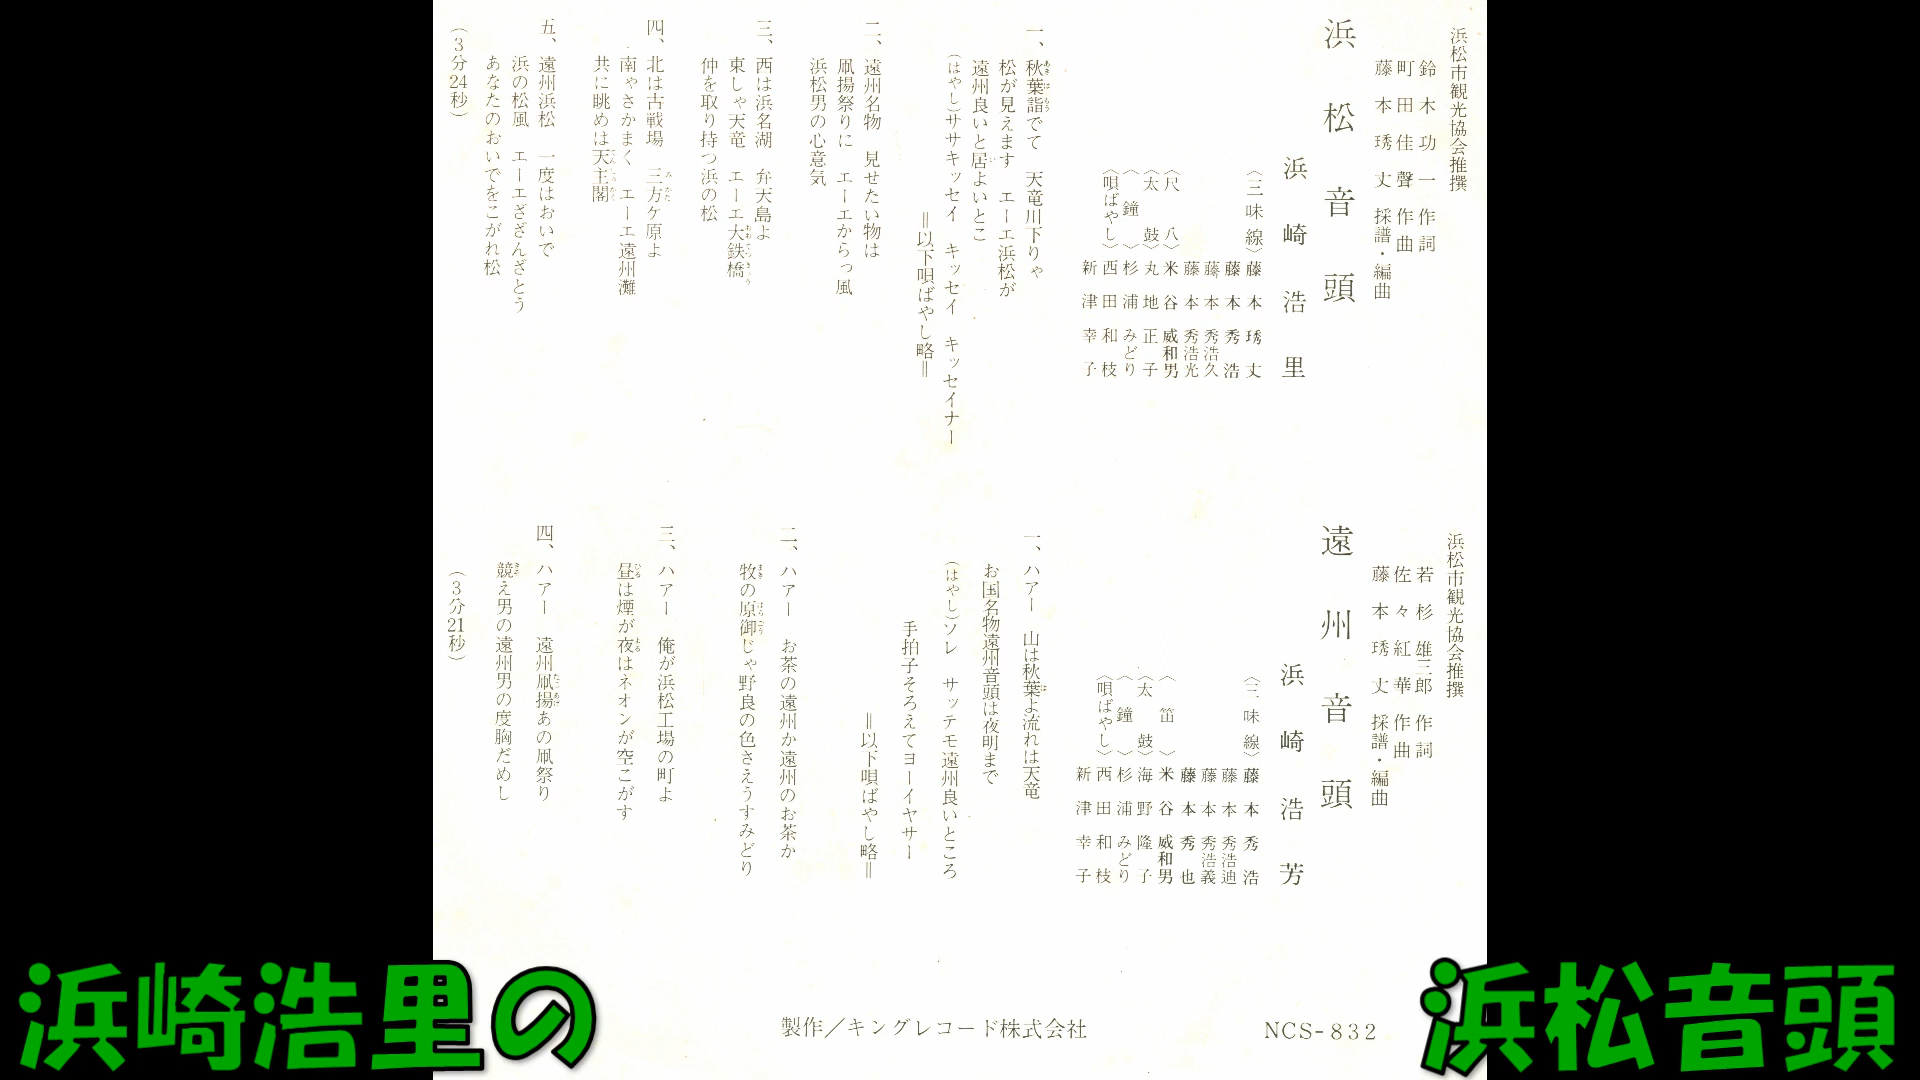 浜松市観光協会推撰
鈴木功一 作詞
町田佳聲 作曲
藤本琇丈 採譜・編曲
浜松音頭
浜崎浩里
〈三味線〉藤本琇丈
藤本秀浩
藤本秀浩久
藤本秀浩光
〈尺八〉米谷威和男
〈太鼓〉丸地正子
〈鐘〉杉浦みどり
〈唄ばやし〉西田和枝
新津幸子
一、秋葉詣でて 天竜川下りゃ
松が見えます エーエ浜松が
遠州良いと居よいとこ
（はやし）ササキッセイ キッセイ キッセイナー
＝以下唄ばやし略＝
二、遠州名物 見せたい物は
凧揚祭りに エーエからっ風
浜松男の心意気
三、西は浜名湖 弁天島よ
東しゃ天竜 エーエ大鉄橋
仲を取り持つ浜の松
四、北は古戦場 三方ケ原よ
南ゃさかまく エーエ遠州灘
共に眺めは天主閣
五、遠州浜松 一度はおいで
浜の松風 エーエざざんざとう
あなたのおいでをこがれ松
（3分24秒）
浜松市観光協会推撰
若杉雄三郎 作詞
佐々紅華 作曲
藤本琇丈 採譜・編曲
遠州音頭
浜崎浩芳
〈三味線〉藤本秀浩
藤本秀浩迪
藤本秀浩義
藤本秀也
〈笛〉米谷威和男
〈太鼓〉海野隆子
〈鐘〉杉浦みどり
〈唄ばやし〉西田和枝
新津幸子
一、ハアー 山は秋葉よ流れは天竜
お国名物遠州音頭は夜明まで
（はやし）ソレ サッテモ遠州良いところ
手拍子そろえてヨーイヤサー
＝以下唄ばやし略＝
二、ハアー お茶の遠州か遠州のお茶か
牧の原御じゃ野良の色さえうすみどり
三、ハアー 俺が浜松工場の町よ
昼は煙が夜はネオンが空こがす
四、ハアー 遠州凧揚あの凧祭り
競え男の遠州男の度胸だめし
（3分21秒）
製作／キングレコード株式会社
NCS-832
浜崎浩里の
浜松音頭